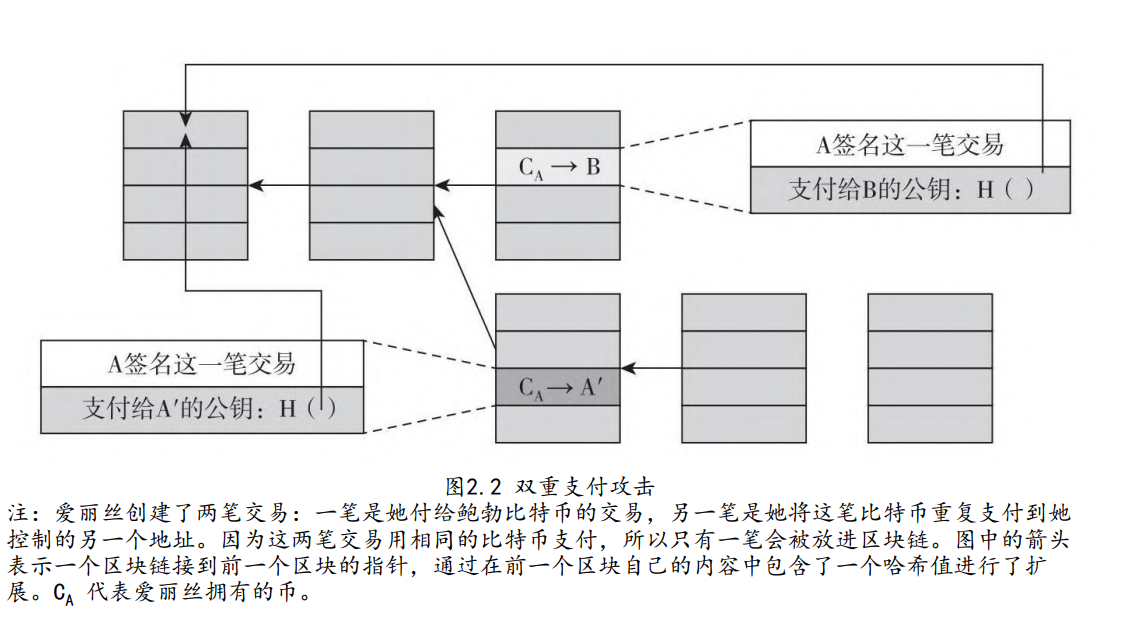 A签名这一笔交易
C_A → B
支付给B的公钥：H（ ）
A签名这一笔交易
C_A → A′
支付给A′的公钥：H（ ）
图2.2 双重支付攻击
注：爱丽丝创建了两笔交易：一笔是她付给鲍勃比特币的交易，另一笔是她将这笔比特币重复支付到她
控制的另一个地址。因为这两笔交易用相同的比特币支付，所以只有一笔会被放进区块链。图中的箭头
表示一个区块链接到前一个区块的指针，通过在前一个区块自己的内容中包含了一个哈希值进行了扩
展。C_A 代表爱丽丝拥有的币。